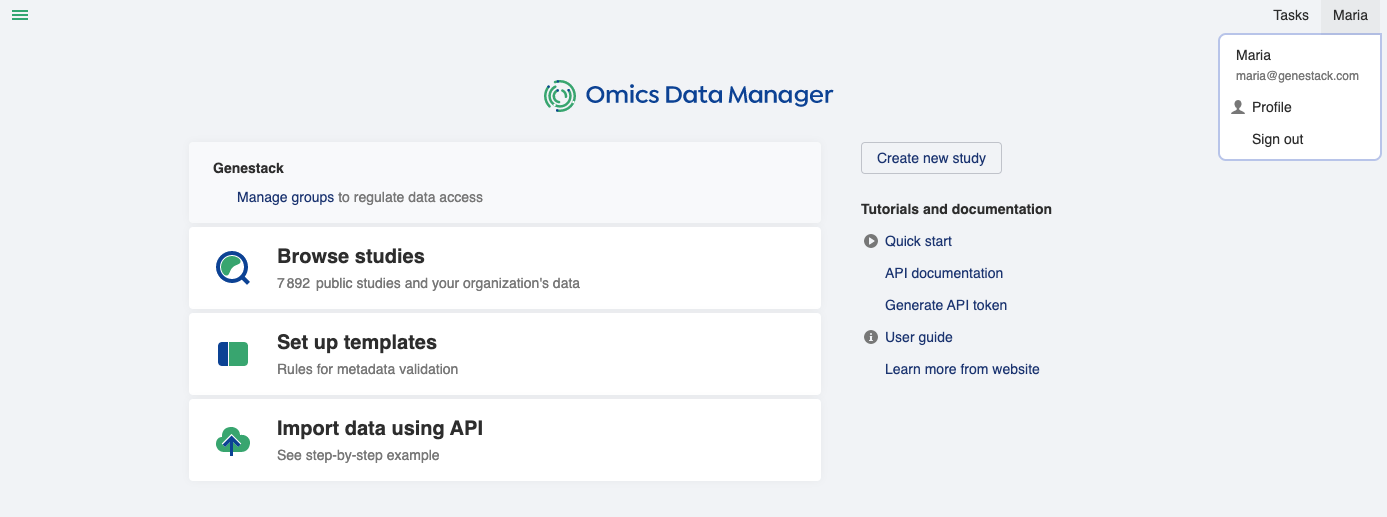 Tasks
Maria
Maria
maria@genestack.com
Profile
Sign out
Omics Data Manager
Genestack
Manage groups to regulate data access
Browse studies
7 892 public studies and your organization's data
Set up templates
Rules for metadata validation
Import data using API
See step-by-step example
Create new study
Tutorials and documentation
Quick start
API documentation
Generate API token
User guide
Learn more from website